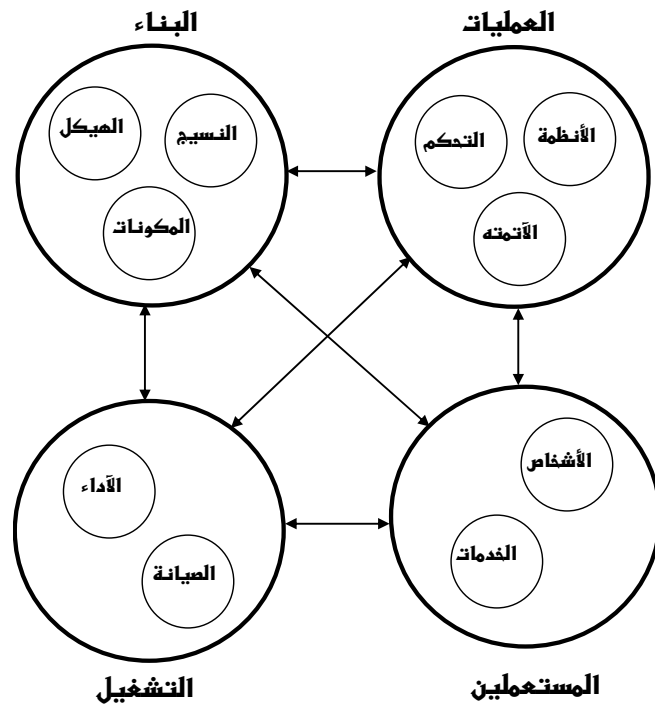 البناء
العمليات
الهيكل
النسيج
المكونات
التحكم
الأنظمة
الآتمته
الآداء
الصيانة
الأشخاص
الخدمات
التشغيل
المستعملين